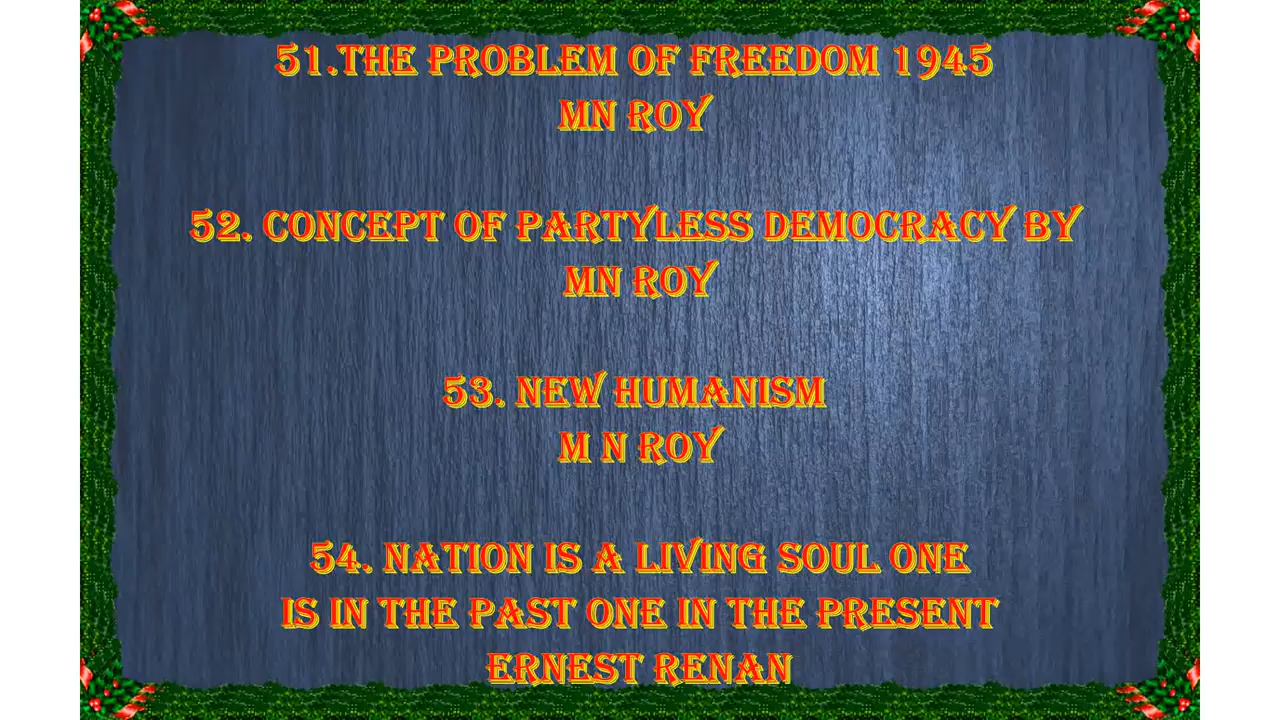 51.THE PROBLEM OF FREEDOM 1945
MN ROY
52. CONCEPT OF PARTYLESS DEMOCRACY BY
MN ROY
53. NEW HUMANISM
M N ROY
54. NATION IS A LIVING SOUL ONE
IS IN THE PAST ONE IN THE PRESENT
ERNEST RENAN